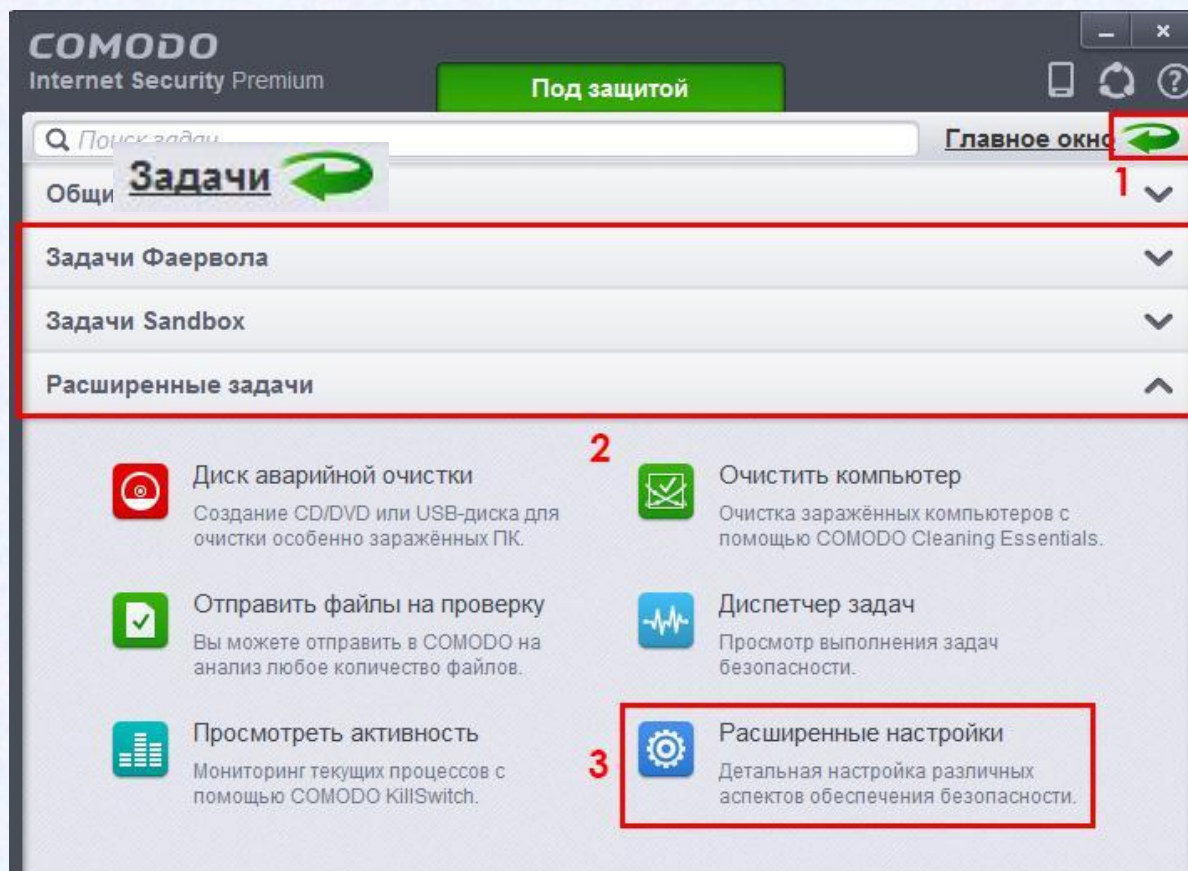 COMODO
Internet Security Premium
Под защитой
Поиск задач
Главное окно
Задачи
1
Общи
Задачи Фаервола
Задачи Sandbox
Расширенные задачи
2
Диск аварийной очистки
Создание CD/DVD или USB-диска для
очистки особенно заражённых ПК.
Очистить компьютер
Очистка заражённых компьютеров с
помощью COMODO Cleaning Essentials.
Отправить файлы на проверку
Вы можете отправить в COMODO на
анализ любое количество файлов.
Диспетчер задач
Просмотр выполнения задач
безопасности.
Просмотреть активность
Мониторинг текущих процессов с
помощью COMODO KillSwitch.
3
Расширенные настройки
Детальная настройка различных
аспектов обеспечения безопасности.